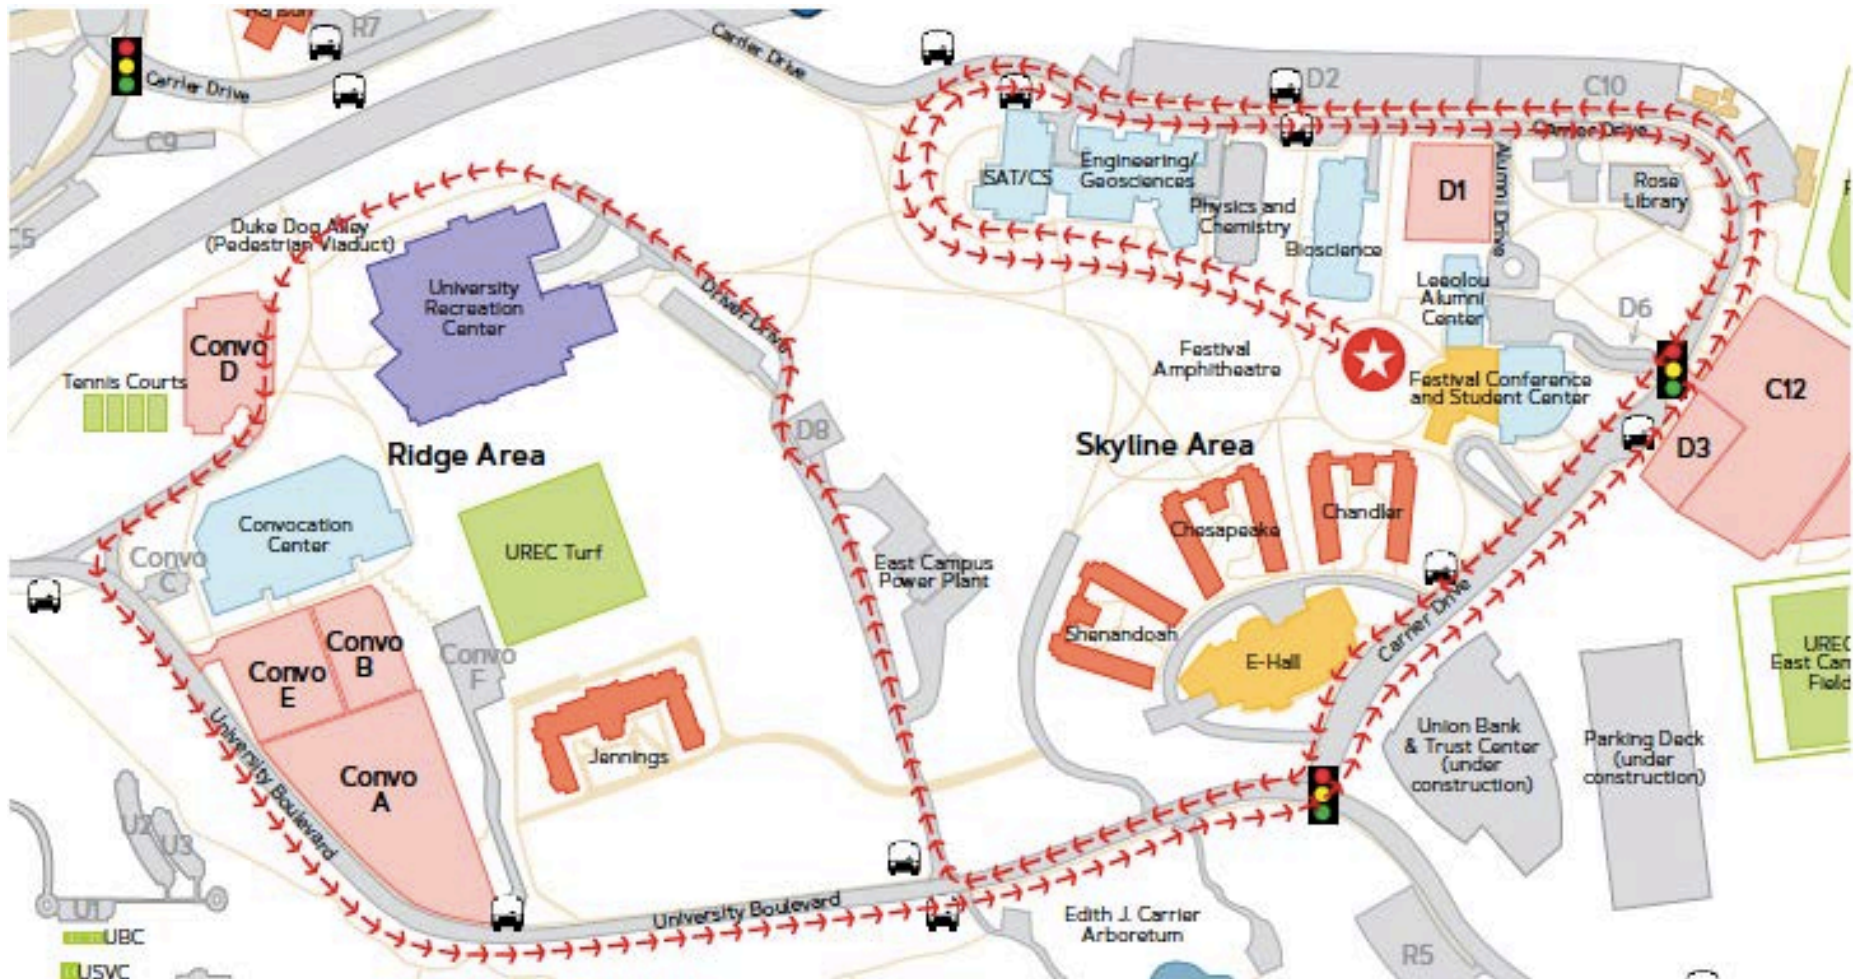 R7
Carrier Drive
Carrier Drive
C9
D2
C10
Carrier Drive
ISAT/CS
Engineering/
Geosciences
D1
Alumni Drive
Rose
Library
Physics and
Chemistry
Bioscience
Duke Dog Alley
(Pedestrian Viaduct)
C5
University
Recreation
Center
Driver Drive
Leeolou
Alumni
Center
D6
Convo
D
Tennis Courts
Festival
Amphitheatre
Festival Conference
and Student Center
C12
D3
D8
Ridge Area
Skyline Area
Convocation
Center
UREC Turf
Convo
C
East Campus
Power Plant
Chesapeake
Chandler
Shenandoah
E-Hall
Carrier Drive
Convo
B
Convo
E
Convo
F
UREC
East Cam
Field
Jennings
Union Bank
& Trust Center
(under
construction)
Parking Deck
(under
construction)
University Boulevard
Convo
A
U2
U3
U1
University Boulevard
Edith J. Carrier
Arboretum
UBC
USVC
R5